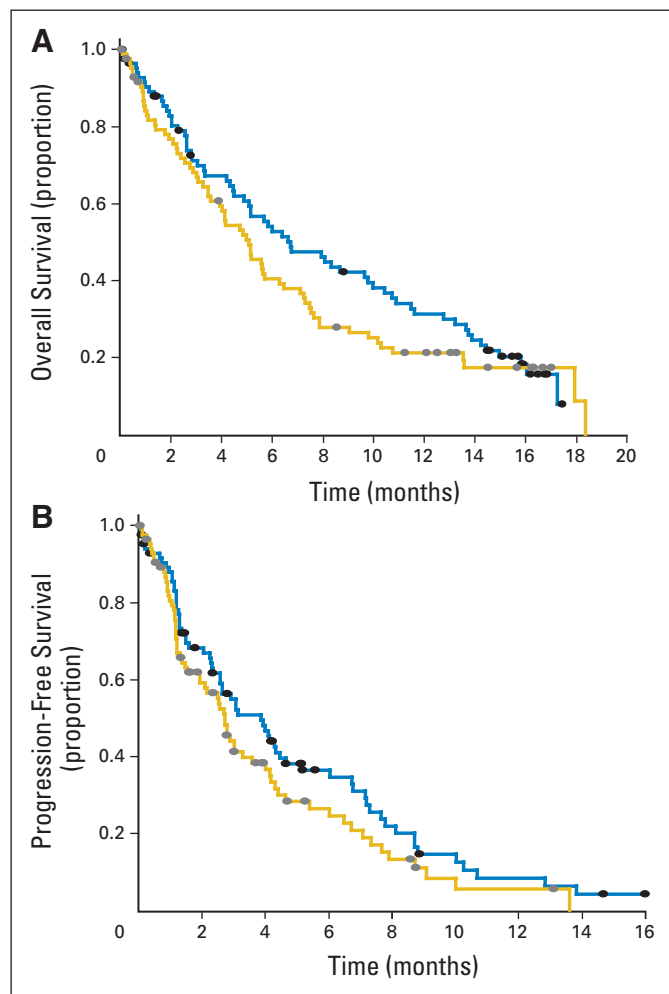 A
1.0
0.8
0.6
0.4
0.2
0 2 4 6 8 10 12 14 16 18 20
Overall Survival (proportion)
Time (months)
B
1.0
0.8
0.6
0.4
0.2
0 2 4 6 8 10 12 14 16
Progression-Free Survival
(proportion)
Time (months)